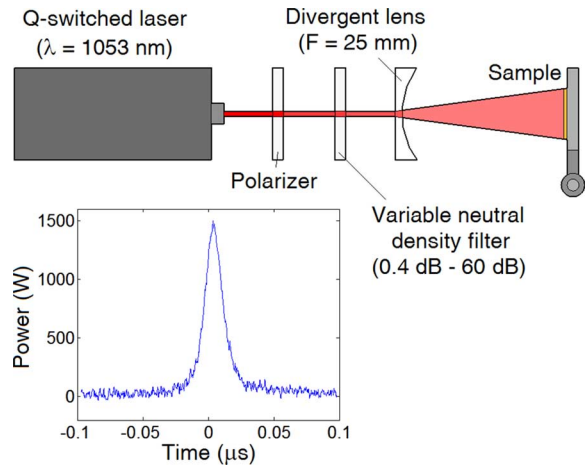 Q-switched laser
(λ = 1053 nm)
Divergent lens
(F = 25 mm)
Sample
Polarizer
Variable neutral
density filter
(0.4 dB - 60 dB)
1500
1000
500
0
Power (W)
-0.1
-0.05
0
0.05
0.1
Time (μs)